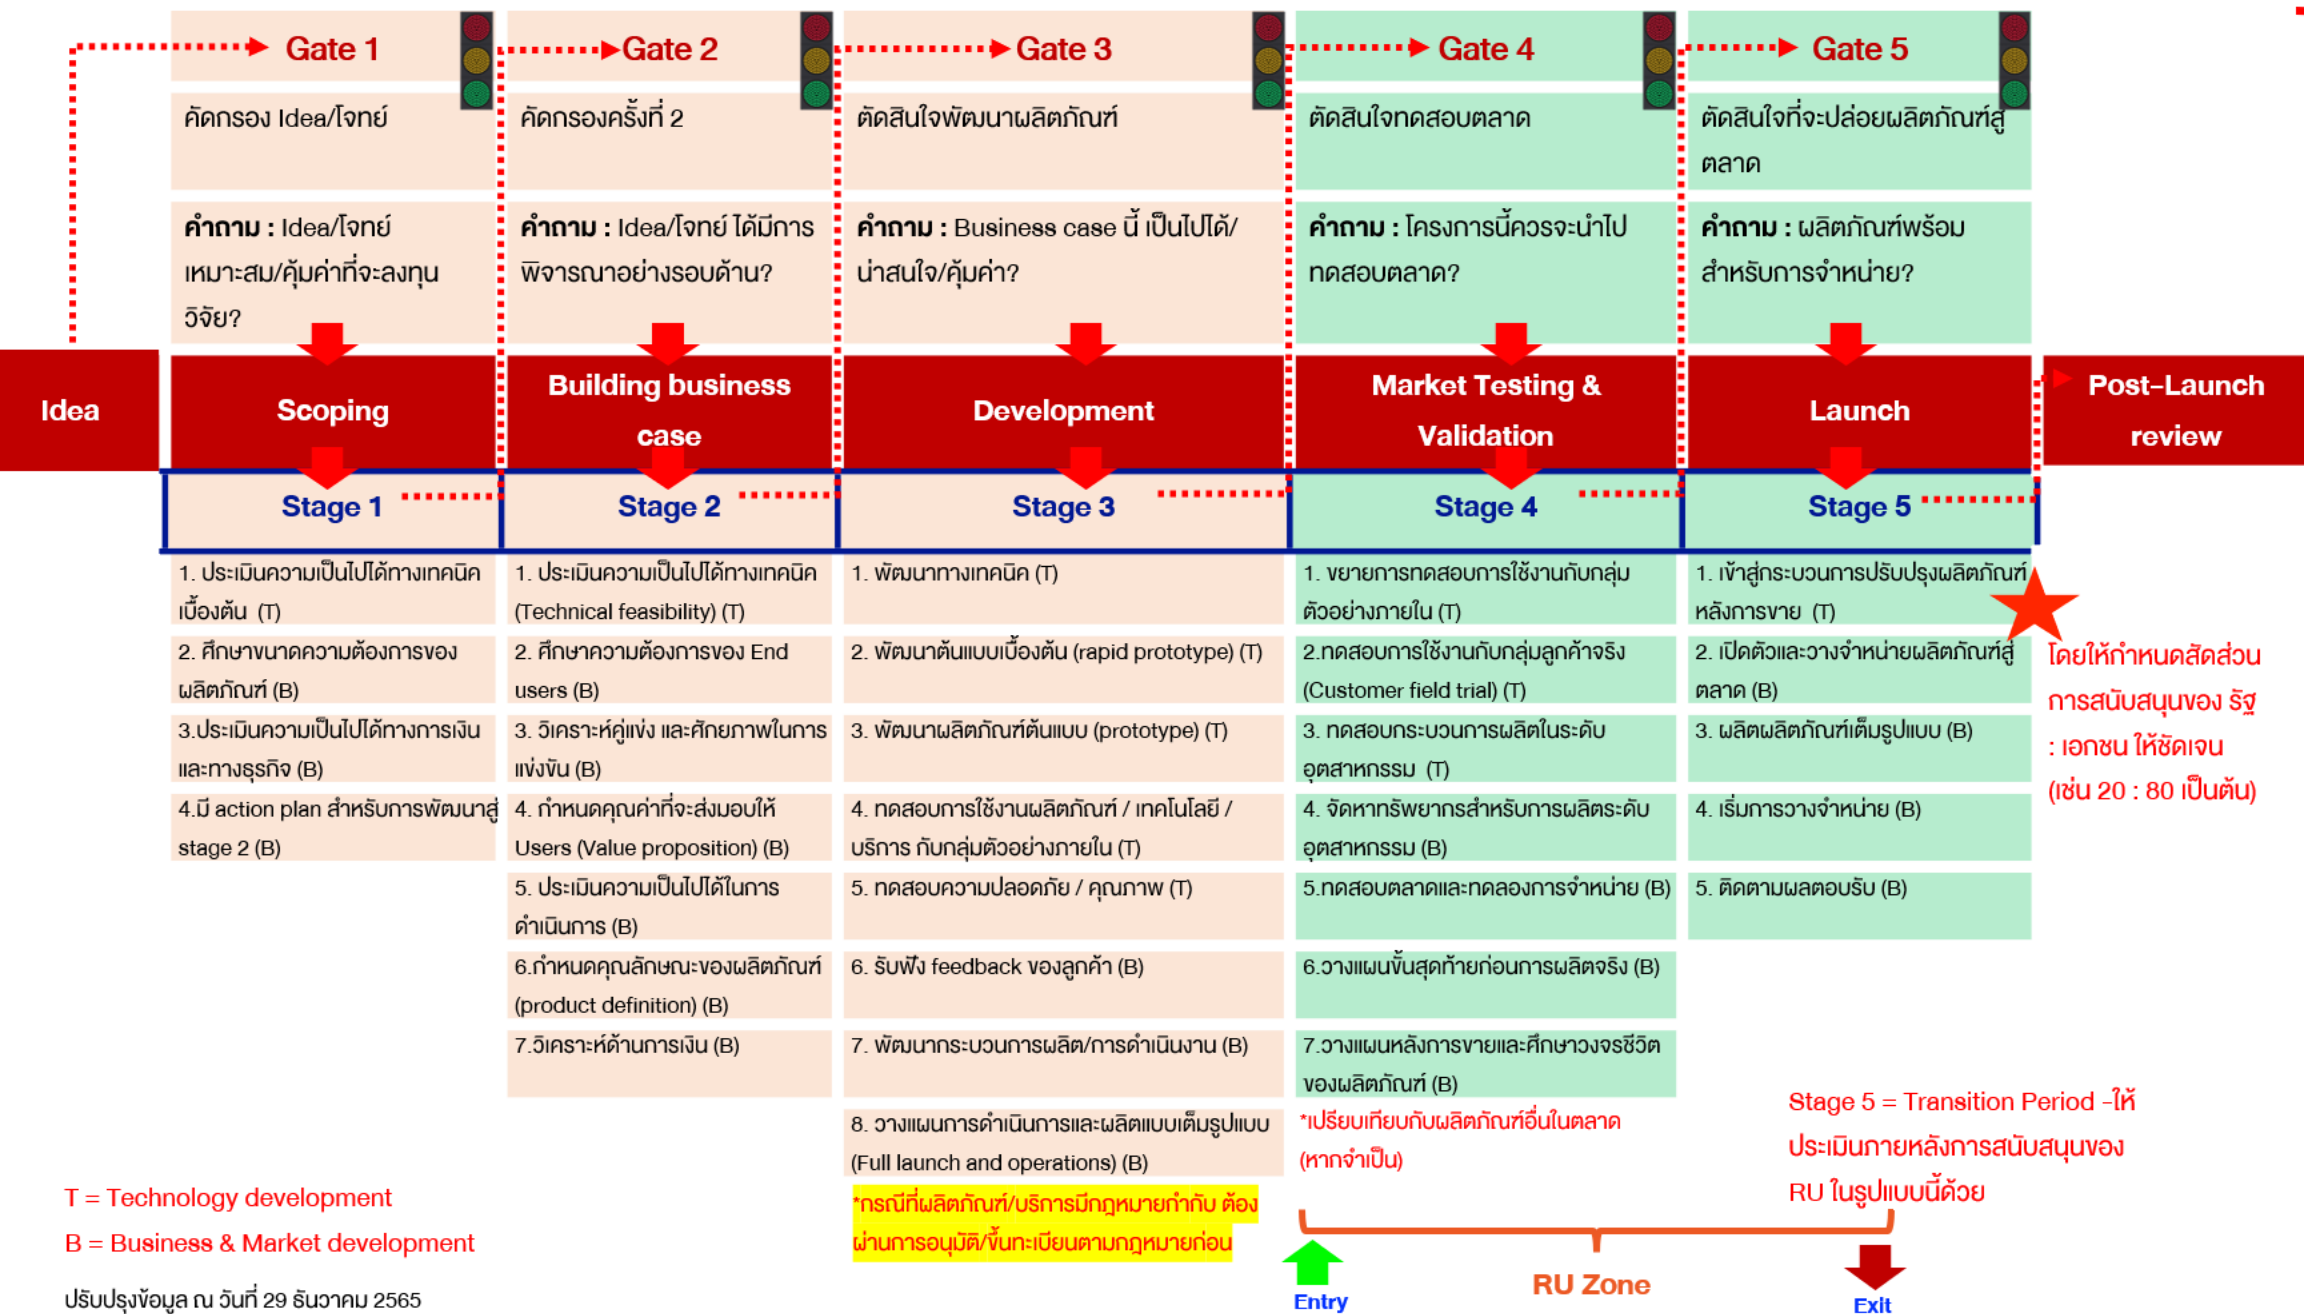 Gate 1
Gate 2
Gate 3
Gate 4
Gate 5
คัดกรอง Idea/โจทย์
คัดกรองครั้งที่ 2
ตัดสินใจพัฒนาผลิตภัณฑ์
ตัดสินใจทดสอบตลาด
ตัดสินใจที่จะปล่อยผลิตภัณฑ์สู่
ตลาด
คำถาม : Idea/โจทย์
เหมาะสม/คุ้มค่าที่จะลงทุน
วิจัย?
คำถาม : Idea/โจทย์ ได้มีการ
พิจารณาอย่างรอบด้าน?
คำถาม : Business case นี้ เป็นไปได้/
น่าสนใจ/คุ้มค่า?
คำถาม : โครงการนี้ควรจะนำไป
ทดสอบตลาด?
คำถาม : ผลิตภัณฑ์พร้อม
สำหรับการจำหน่าย?
Idea
Scoping
Building business
case
Development
Market Testing &
Validation
Launch
Post-Launch
review
Stage 1
Stage 2
Stage 3
Stage 4
Stage 5
1. ประเมินความเป็นไปได้ทางเทคนิค
เบื้องต้น (T)
2. ศึกษาขนาดความต้องการของ
ผลิตภัณฑ์ (B)
3.ประเมินความเป็นไปได้ทางการเงิน
และทางธุรกิจ (B)
4.มี action plan สำหรับการพัฒนาสู่
stage 2 (B)
1. ประเมินความเป็นไปได้ทางเทคนิค
(Technical feasibility) (T)
2. ศึกษาความต้องการของ End
users (B)
3. วิเคราะห์คู่แข่ง และศักยภาพในการ
แข่งขัน (B)
4. กำหนดคุณค่าที่จะส่งมอบให้
Users (Value proposition) (B)
5. ประเมินความเป็นไปได้ในการ
ดำเนินการ (B)
6.กำหนดคุณลักษณะของผลิตภัณฑ์
(product definition) (B)
7.วิเคราะห์ด้านการเงิน (B)
1. พัฒนาทางเทคนิค (T)
2. พัฒนาต้นแบบเบื้องต้น (rapid prototype) (T)
3. พัฒนาผลิตภัณฑ์ต้นแบบ (prototype) (T)
4. ทดสอบการใช้งานผลิตภัณฑ์ / เทคโนโลยี /
บริการ กับกลุ่มตัวอย่างภายใน (T)
5. ทดสอบความปลอดภัย / คุณภาพ (T)
6. รับฟัง feedback ของลูกค้า (B)
7. พัฒนากระบวนการผลิต/การดำเนินงาน (B)
8. วางแผนการดำเนินการและผลิตแบบเต็มรูปแบบ
(Full launch and operations) (B)
*กรณีที่ผลิตภัณฑ์/บริการมีกฎหมายกำกับ ต้อง
ผ่านการอนุมัติ/ขึ้นทะเบียนตามกฎหมายก่อน
1. ขยายการทดสอบการใช้งานกับกลุ่ม
ตัวอย่างภายใน (T)
2.ทดสอบการใช้งานกับกลุ่มลูกค้าจริง
(Customer field trial) (T)
3. ทดสอบกระบวนการผลิตในระดับ
อุตสาหกรรม (T)
4. จัดหาทรัพยากรสำหรับการผลิตระดับ
อุตสาหกรรม (B)
5.ทดสอบตลาดและทดลองการจำหน่าย (B)
6.วางแผนขั้นสุดท้ายก่อนการผลิตจริง (B)
7.วางแผนหลังการขายและศึกษาวงจรชีวิต
ของผลิตภัณฑ์ (B)
*เปรียบเทียบกับผลิตภัณฑ์อื่นในตลาด
(หากจำเป็น)
1. เข้าสู่กระบวนการปรับปรุงผลิตภัณฑ์
หลังการขาย (T)
2. เปิดตัวและวางจำหน่ายผลิตภัณฑ์สู่
ตลาด (B)
3. ผลิตผลิตภัณฑ์เต็มรูปแบบ (B)
4. เริ่มการวางจำหน่าย (B)
5. ติดตามผลตอบรับ (B)
โดยให้กำหนดสัดส่วน
การสนับสนุนของ รัฐ
: เอกชน ให้ชัดเจน
(เช่น 20 : 80 เป็นต้น)
Stage 5 = Transition Period -ให้
ประเมินภายหลังการสนับสนุนของ
RU ในรูปแบบนี้ด้วย
T = Technology development
B = Business & Market development
ปรับปรุงข้อมูล ณ วันที่ 29 ธันวาคม 2565
Entry
RU Zone
Exit